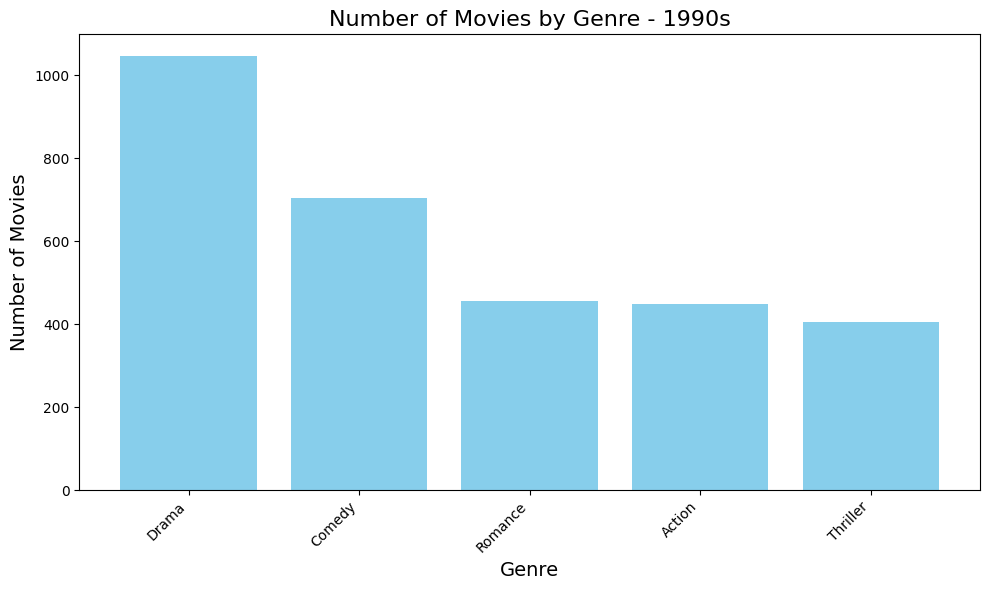 Number of Movies by Genre - 1990s
Number of Movies
1000
800
600
400
200
0
Drama
Comedy
Romance
Action
Thriller
Genre